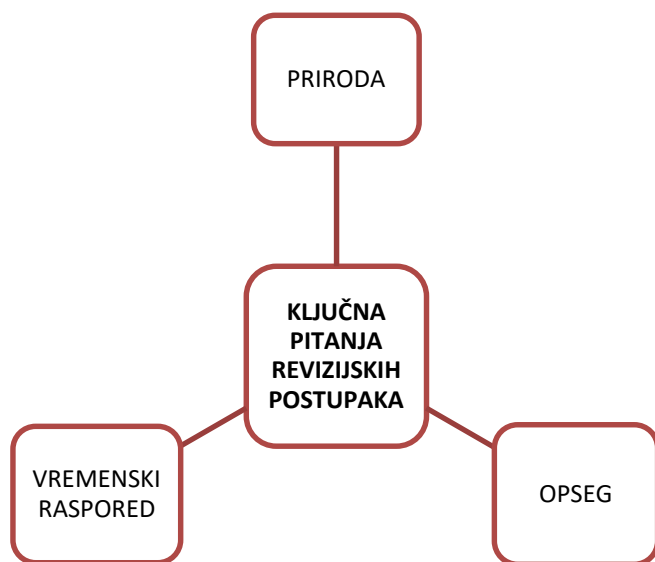 PRIRODA
KLJUČNA
PITANJA
REVIZIJSKIH
POSTUPAKA
VREMENSKI
RASPORED
OPSEG